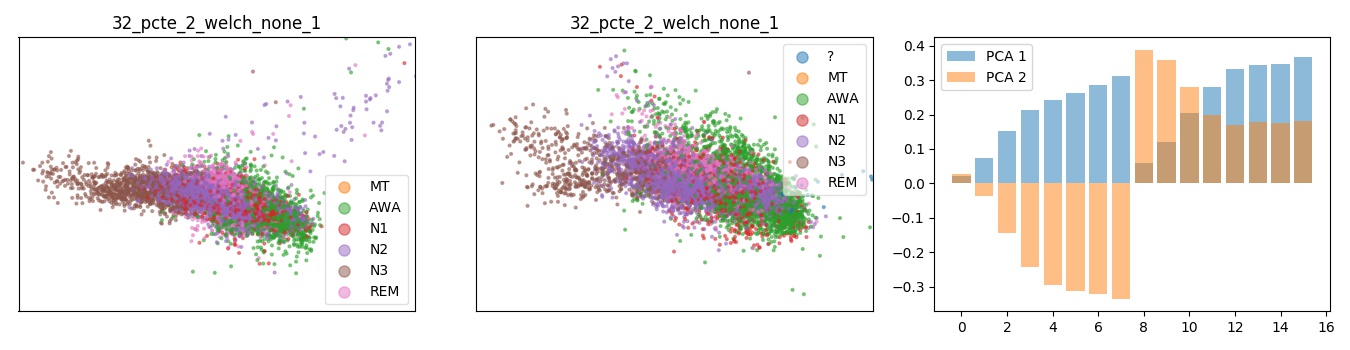 32_pcte_2_welch_none_1
MT
AWA
N1
N2
N3
REM
32_pcte_2_welch_none_1
?
MT
AWA
N1
N2
N3
REM
PCA 1
PCA 2
0.4
0.3
0.2
0.1
0.0
−0.1
−0.2
−0.3
0 2 4 6 8 10 12 14 16